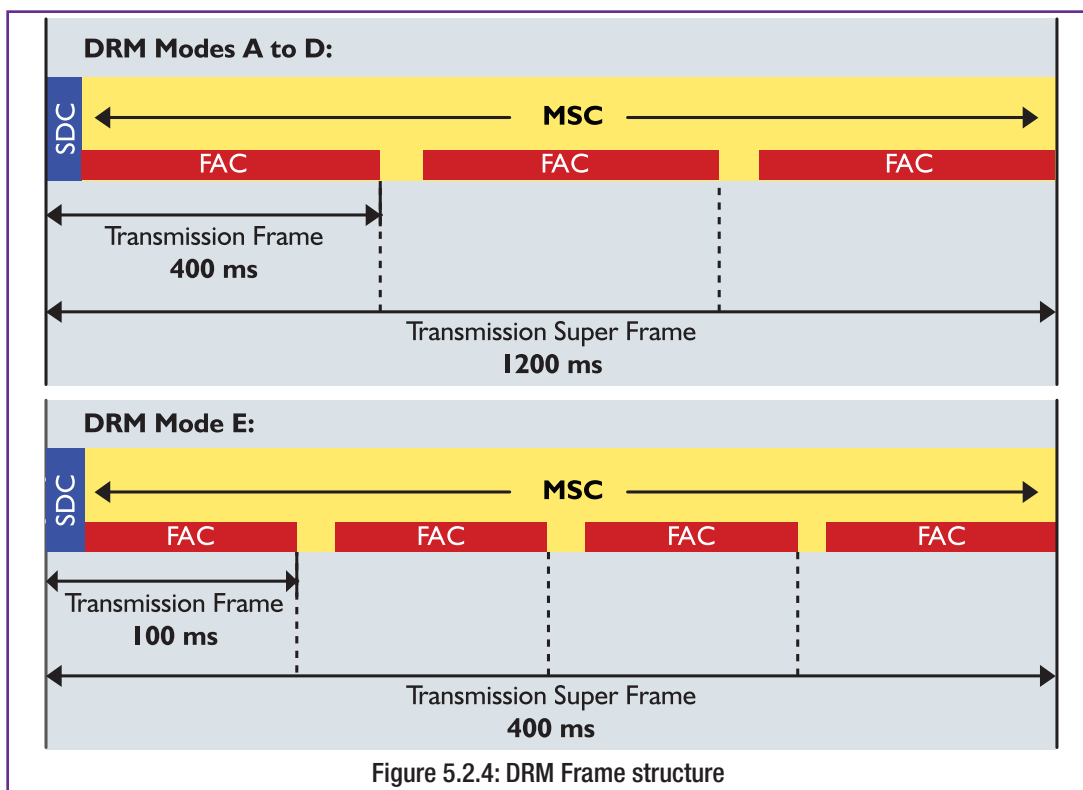 DRM Modes A to D:
SDC
MSC
FAC FAC FAC
Transmission Frame
400 ms
Transmission Super Frame
1200 ms
DRM Mode E:
SDC
MSC
FAC FAC FAC FAC
Transmission Frame
100 ms
Transmission Super Frame
400 ms
Figure 5.2.4: DRM Frame structure